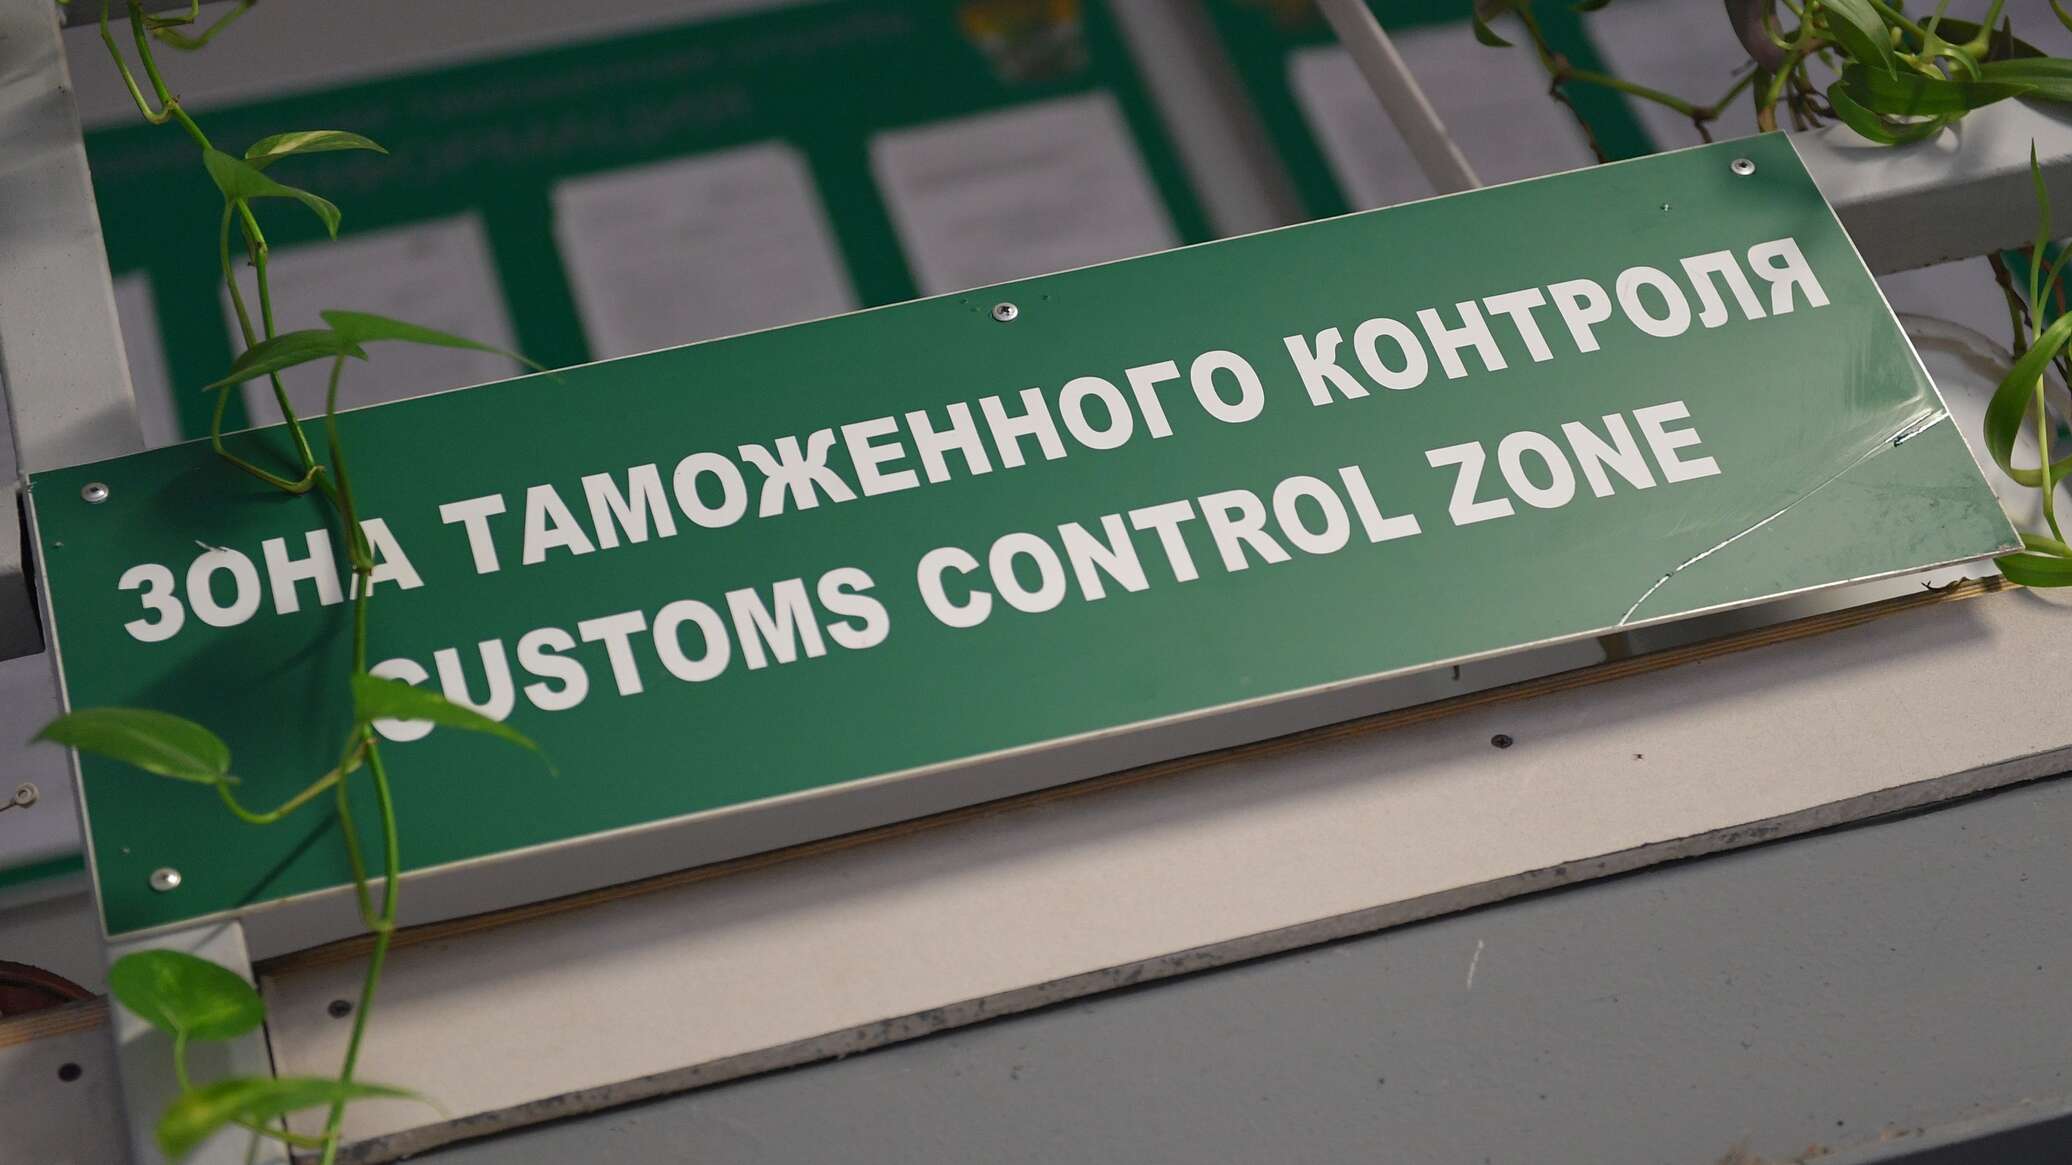 ЗОНА ТАМОЖЕННОГО КОНТРОЛЯ
CUSTOMS CONTROL ZONE